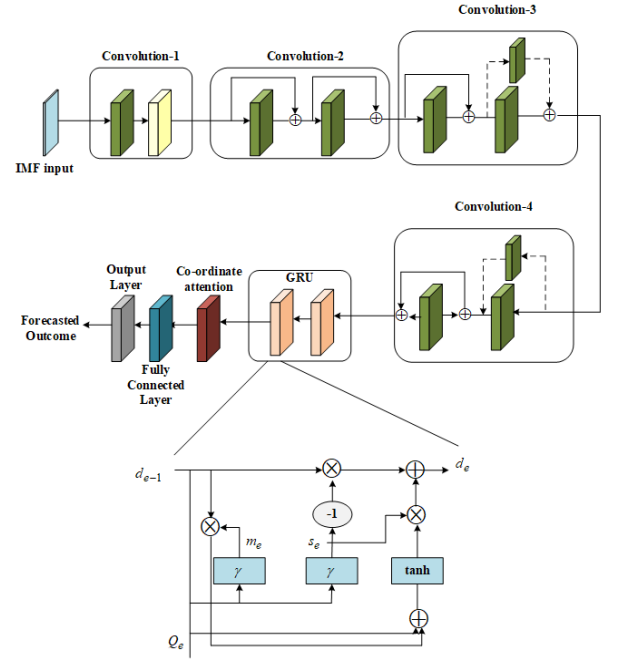 Convolution-3
Convolution-1
Convolution-2
IMF input
Convolution-4
GRU
Output
Layer
Co-ordinate
attention
Forecasted
Outcome
Fully
Connected
Layer
d_{e-1}
d_e
-1
m_e
s_e
γ
γ
tanh
Q_e